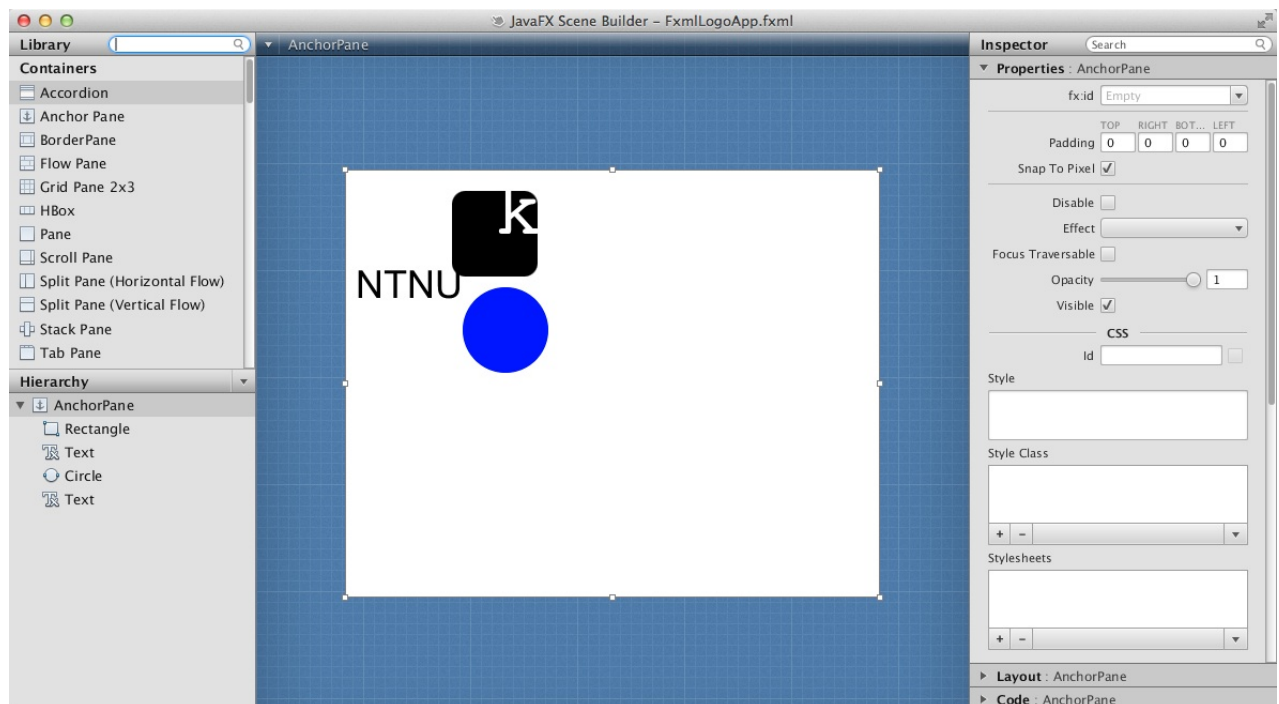 JavaFX Scene Builder – FxmlLogoApp.fxml
Library
Containers
Accordion
Anchor Pane
BorderPane
Flow Pane
Grid Pane 2x3
HBox
Pane
Scroll Pane
Split Pane (Horizontal Flow)
Split Pane (Vertical Flow)
Stack Pane
Tab Pane
Hierarchy
AnchorPane
Rectangle
Text
Circle
Text
AnchorPane
k
NTNU
Inspector
Search
Properties : AnchorPane
fx:id Empty
TOP RIGHT BOT... LEFT
Padding 0 0 0 0
Snap To Pixel
Disable
Effect
Focus Traversable
Opacity 1
Visible
CSS
Id
Style
Style Class
+ -
Stylesheets
+ -
Layout : AnchorPane
Code : AnchorPane